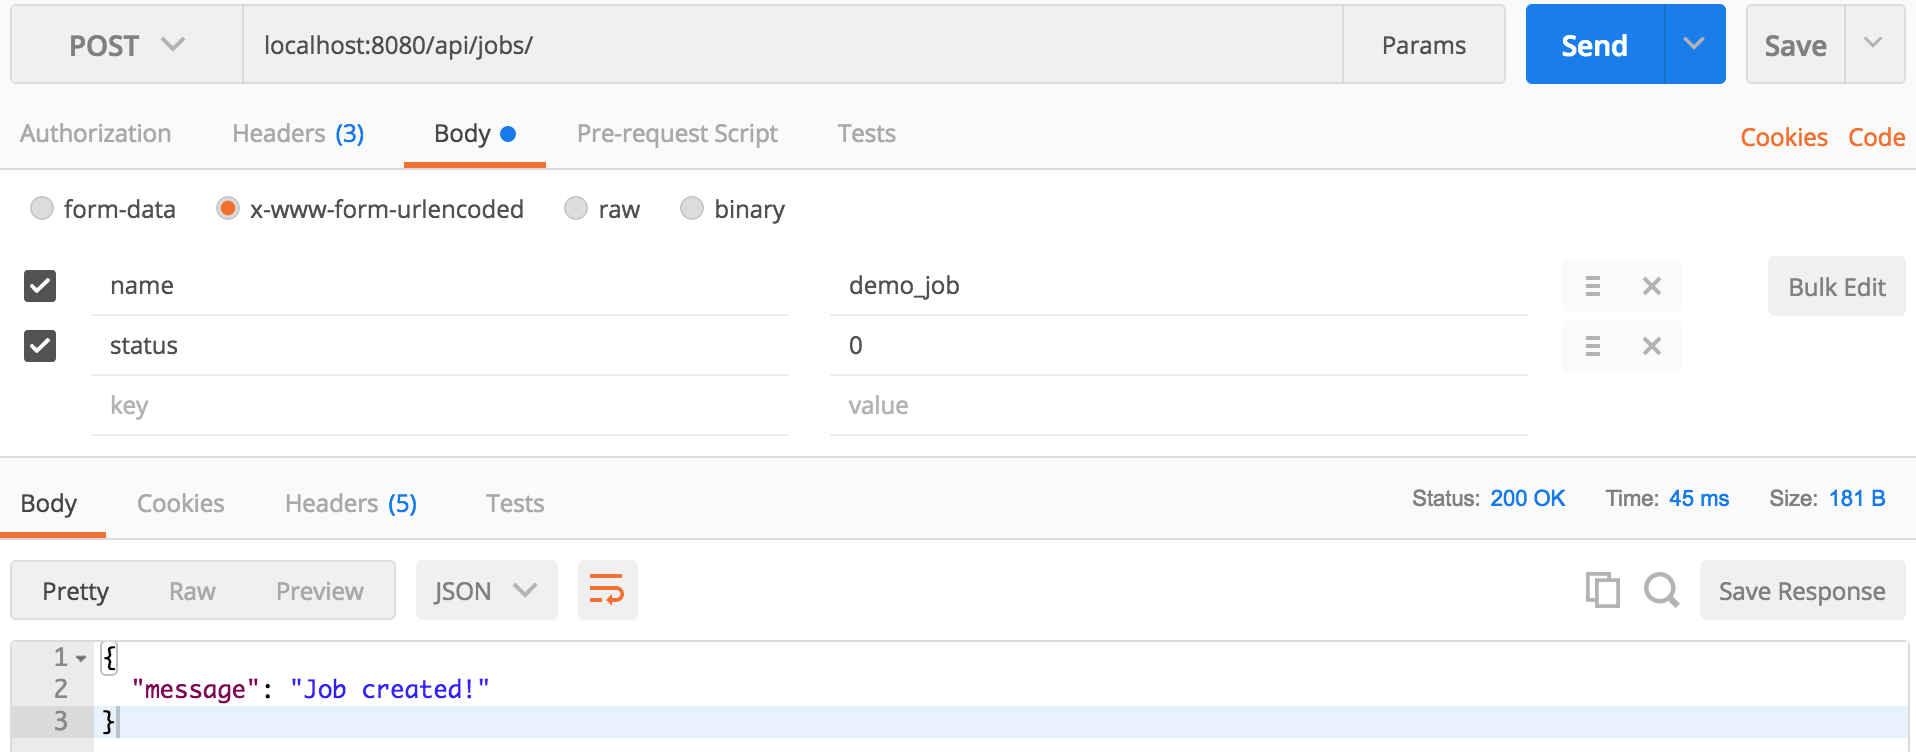 POST localhost:8080/api/jobs/ Params Send Save
Authorization Headers (3) Body Pre-request Script Tests Cookies Code
form-data x-www-form-urlencoded raw binary
name demo_job Bulk Edit
status 0
key value
Body Cookies Headers (5) Tests Status: 200 OK Time: 45 ms Size: 181 B
Pretty Raw Preview JSON Save Response
1 {
2 "message": "Job created!"
3 }